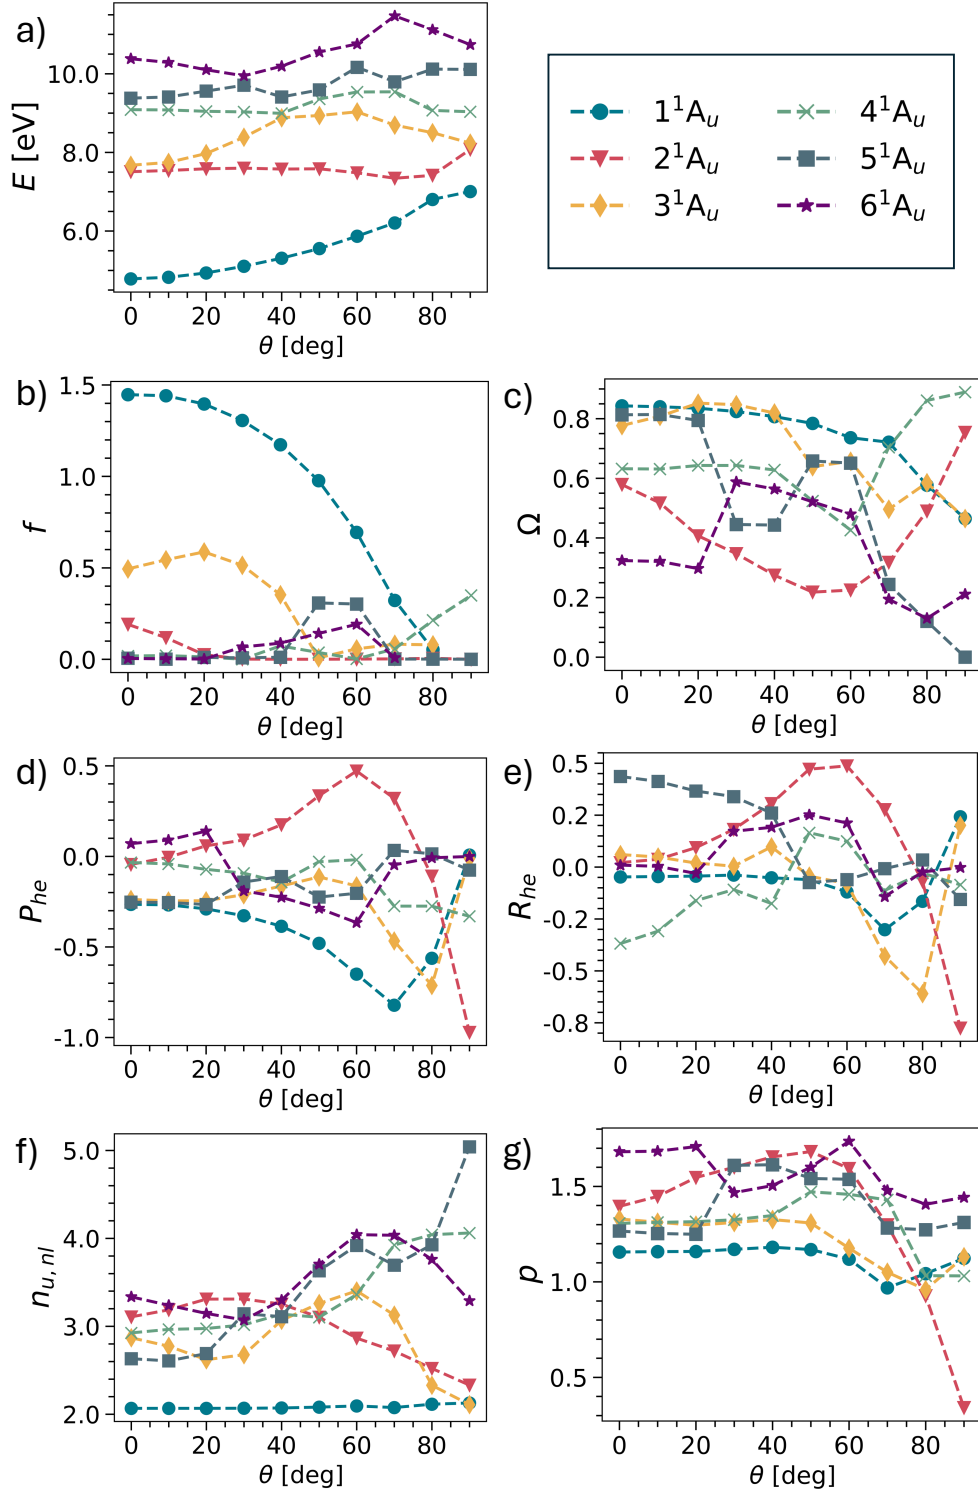 a)
10.0
8.0
6.0
E [eV]
0 20 40 60 80
θ [deg]
1¹Aᵤ 4¹Aᵤ
2¹Aᵤ 5¹Aᵤ
3¹Aᵤ 6¹Aᵤ
b)
1.5
1.0
0.5
0.0
f
0 20 40 60 80
θ [deg]
c)
0.8
0.6
0.4
0.2
0.0
Ω
0 20 40 60 80
θ [deg]
d)
0.5
0.0
-0.5
-1.0
P_he
0 20 40 60 80
θ [deg]
e)
0.5
0.2
0.0
-0.2
-0.5
-0.8
R_he
0 20 40 60 80
θ [deg]
f)
5.0
4.0
3.0
2.0
n_u, nl
0 20 40 60 80
θ [deg]
g)
1.5
1.0
0.5
p
0 20 40 60 80
θ [deg]